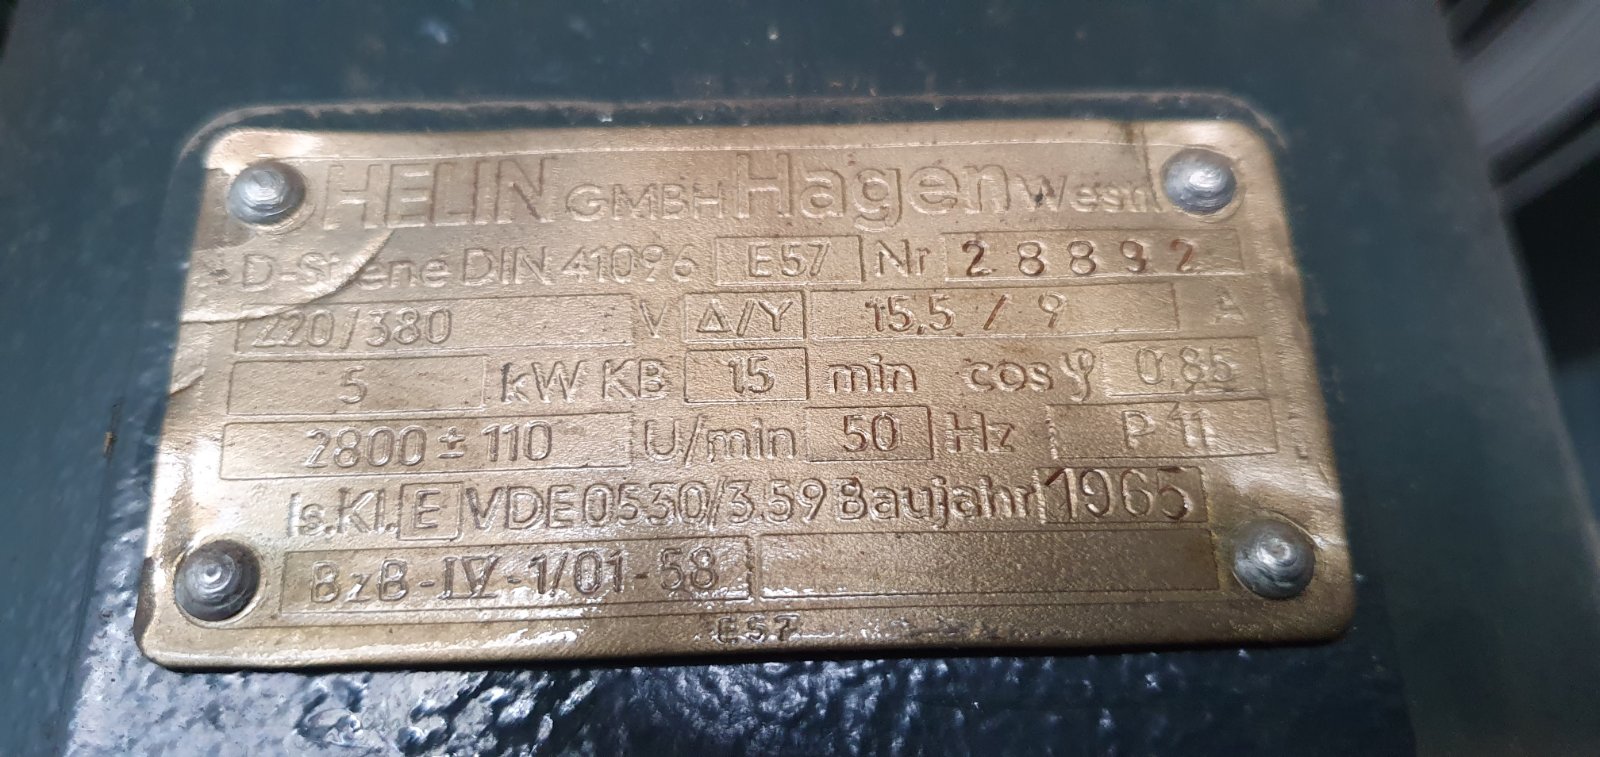 HELIN GMBH Hagen Westf
D-Sirene DIN 41096 E57 Nr 28892
220/380 V Δ/Y 15,5 / 9 A
5 kW KB 15 min cos φ 0,85
2800 ± 110 U/min 50 Hz P 11
Is.Kl. E VDE 0530/3.59 Baujahr 1965
BzB-IV-1/01-58
E57